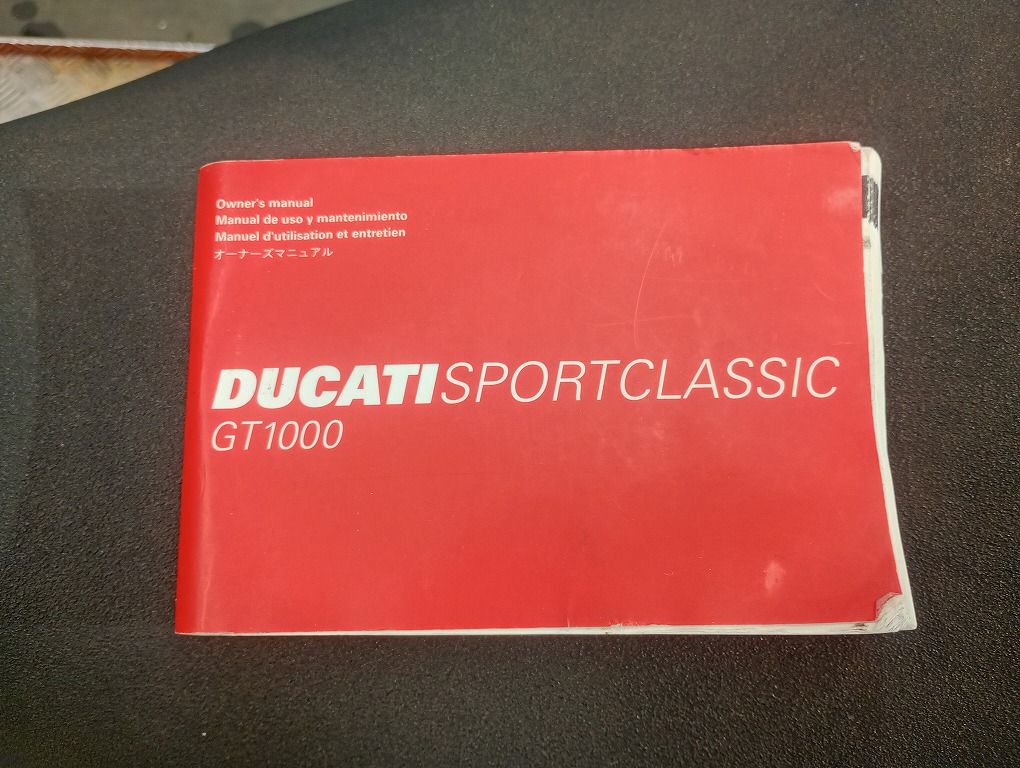 Owner's manual
Manual de uso y mantenimiento
Manuel d'utilisation et entretien
オーナーズマニュアル
DUCATISPORTCLASSIC
GT1000